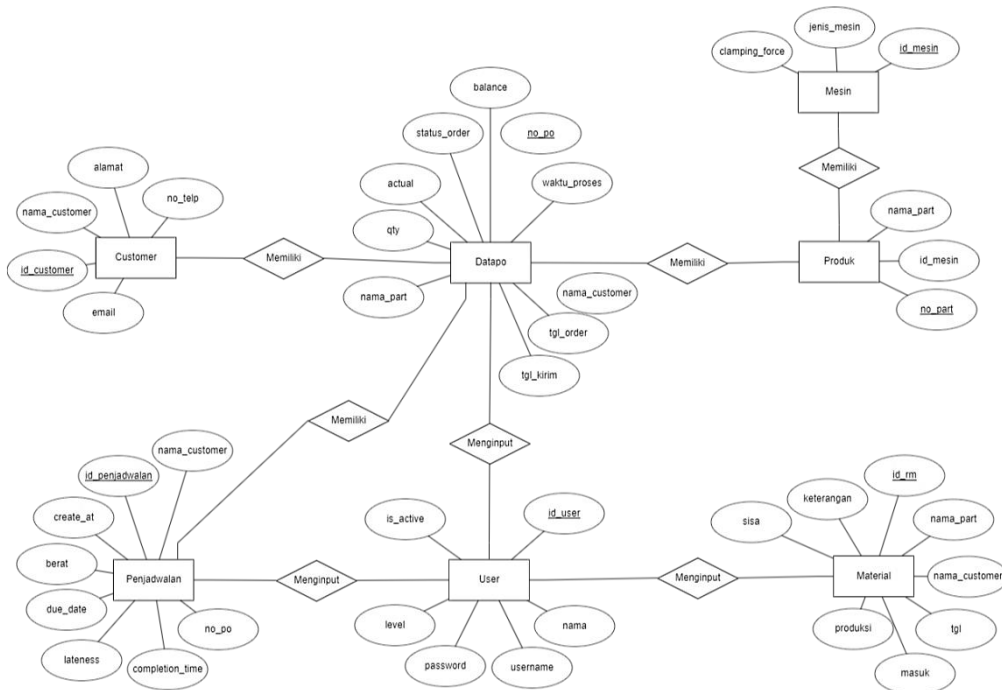 jenis_mesin
clamping_force
id_mesin
Mesin
balance
status_order
no_po
Memiliki
alamat
actual
waktu_proses
no_telp
nama_customer
nama_part
qty
Customer
Memiliki
Datapo
Memiliki
Produk
id_mesin
id_customer
nama_part
nama_customer
no_part
email
tgl_order
tgl_kirim
Memiliki
Menginput
nama_customer
id_penjadwalan
id_rm
keterangan
create_at
is_active
id_user
sisa
nama_part
berat
Penjadwalan
Menginput
User
Menginput
Material
nama_customer
due_date
no_po
level
nama
produksi
tgl
lateness
completion_time
password
username
masuk